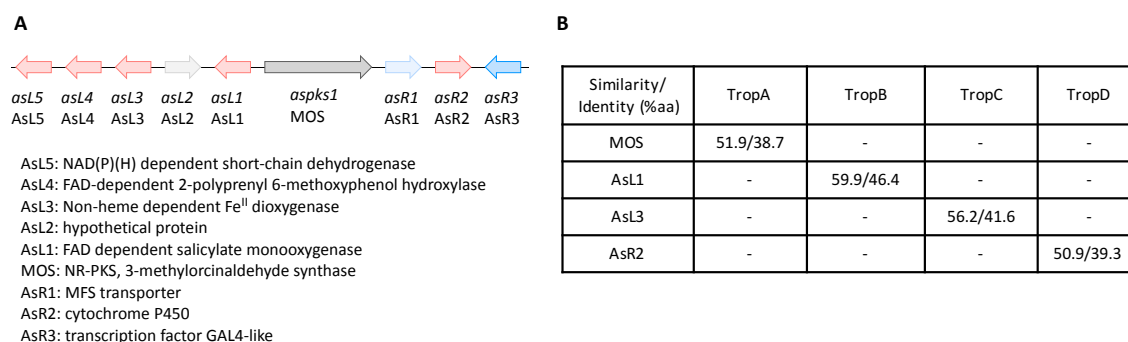 A
asL5 asL4 asL3 asL2 asL1 aspks1 asR1 asR2 asR3
AsL5 AsL4 AsL3 AsL2 AsL1 MOS AsR1 AsR2 AsR3
AsL5: NAD(P)(H) dependent short-chain dehydrogenase
AsL4: FAD-dependent 2-polyprenyl 6-methoxyphenol hydroxylase
AsL3: Non-heme dependent Feᴵᴵ dioxygenase
AsL2: hypothetical protein
AsL1: FAD dependent salicylate monooxygenase
MOS: NR-PKS, 3-methylorcinaldehyde synthase
AsR1: MFS transporter
AsR2: cytochrome P450
AsR3: transcription factor GAL4-like
B
Similarity/
Identity (%aa) TropA TropB TropC TropD
MOS 51.9/38.7 - - -
AsL1 - 59.9/46.4 - -
AsL3 - - 56.2/41.6 -
AsR2 - - - 50.9/39.3